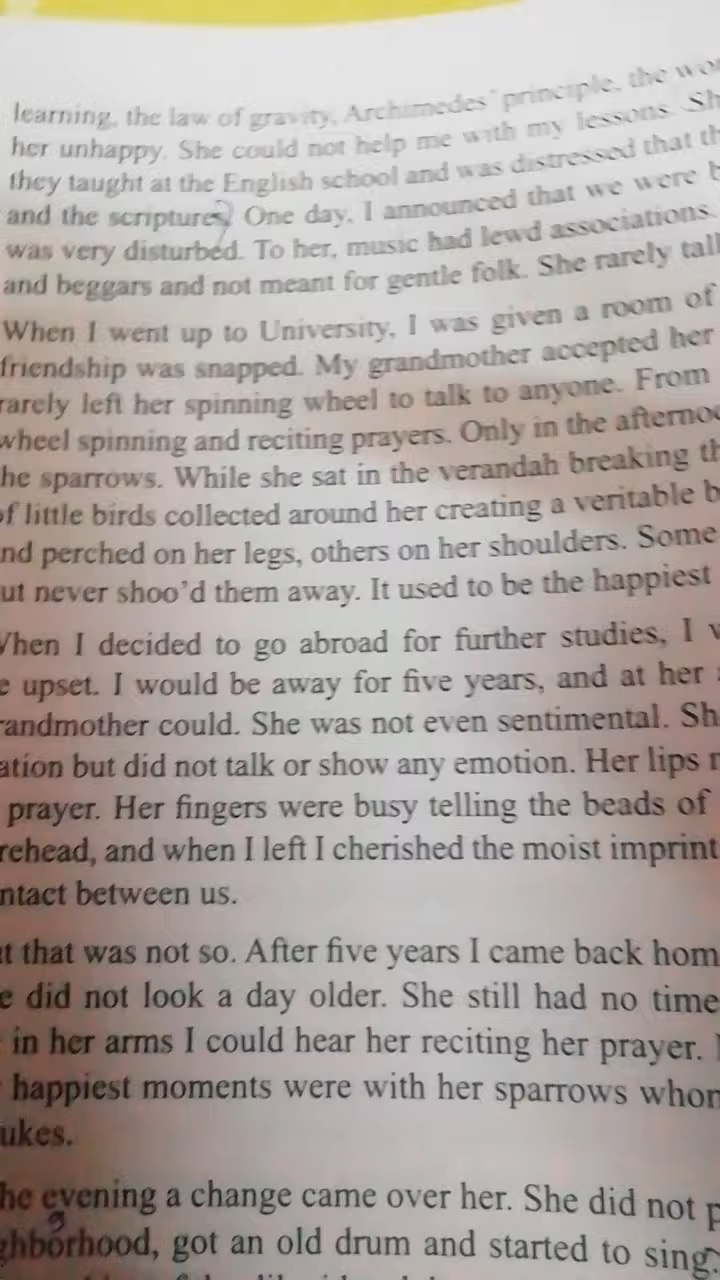 learning, the law of gravity, Archimedes' principle, the
her unhappy. She could not help me with my lessons.
they taught at the English school and was distressed that
and the scriptures. One day, I announced that we were
was very disturbed. To her, music had lewd associations.
and beggars and not meant for gentle folk. She rarely
When I went up to University, I was given a room of
friendship was snapped. My grandmother accepted her
rarely left her spinning wheel to talk to anyone. From
wheel spinning and reciting prayers. Only in the
he sparrows. While she sat in the verandah breaking
of little birds collected around her creating a veritable
nd perched on her legs, others on her shoulders. Some
ut never shoo'd them away. It used to be the happiest
When I decided to go abroad for further studies, I
e upset. I would be away for five years, and at her
randmother could. She was not even sentimental. Sh
ation but did not talk or show any emotion. Her lips
prayer. Her fingers were busy telling the beads of
rehead, and when I left I cherished the moist imprint
ntact between us.
t that was not so. After five years I came back hom
e did not look a day older. She still had no time
in her arms I could hear her reciting her prayer.
happiest moments were with her sparrows whom
ukes.
he evening a change came over her. She did not p
ghborhood, got an old drum and started to sing.